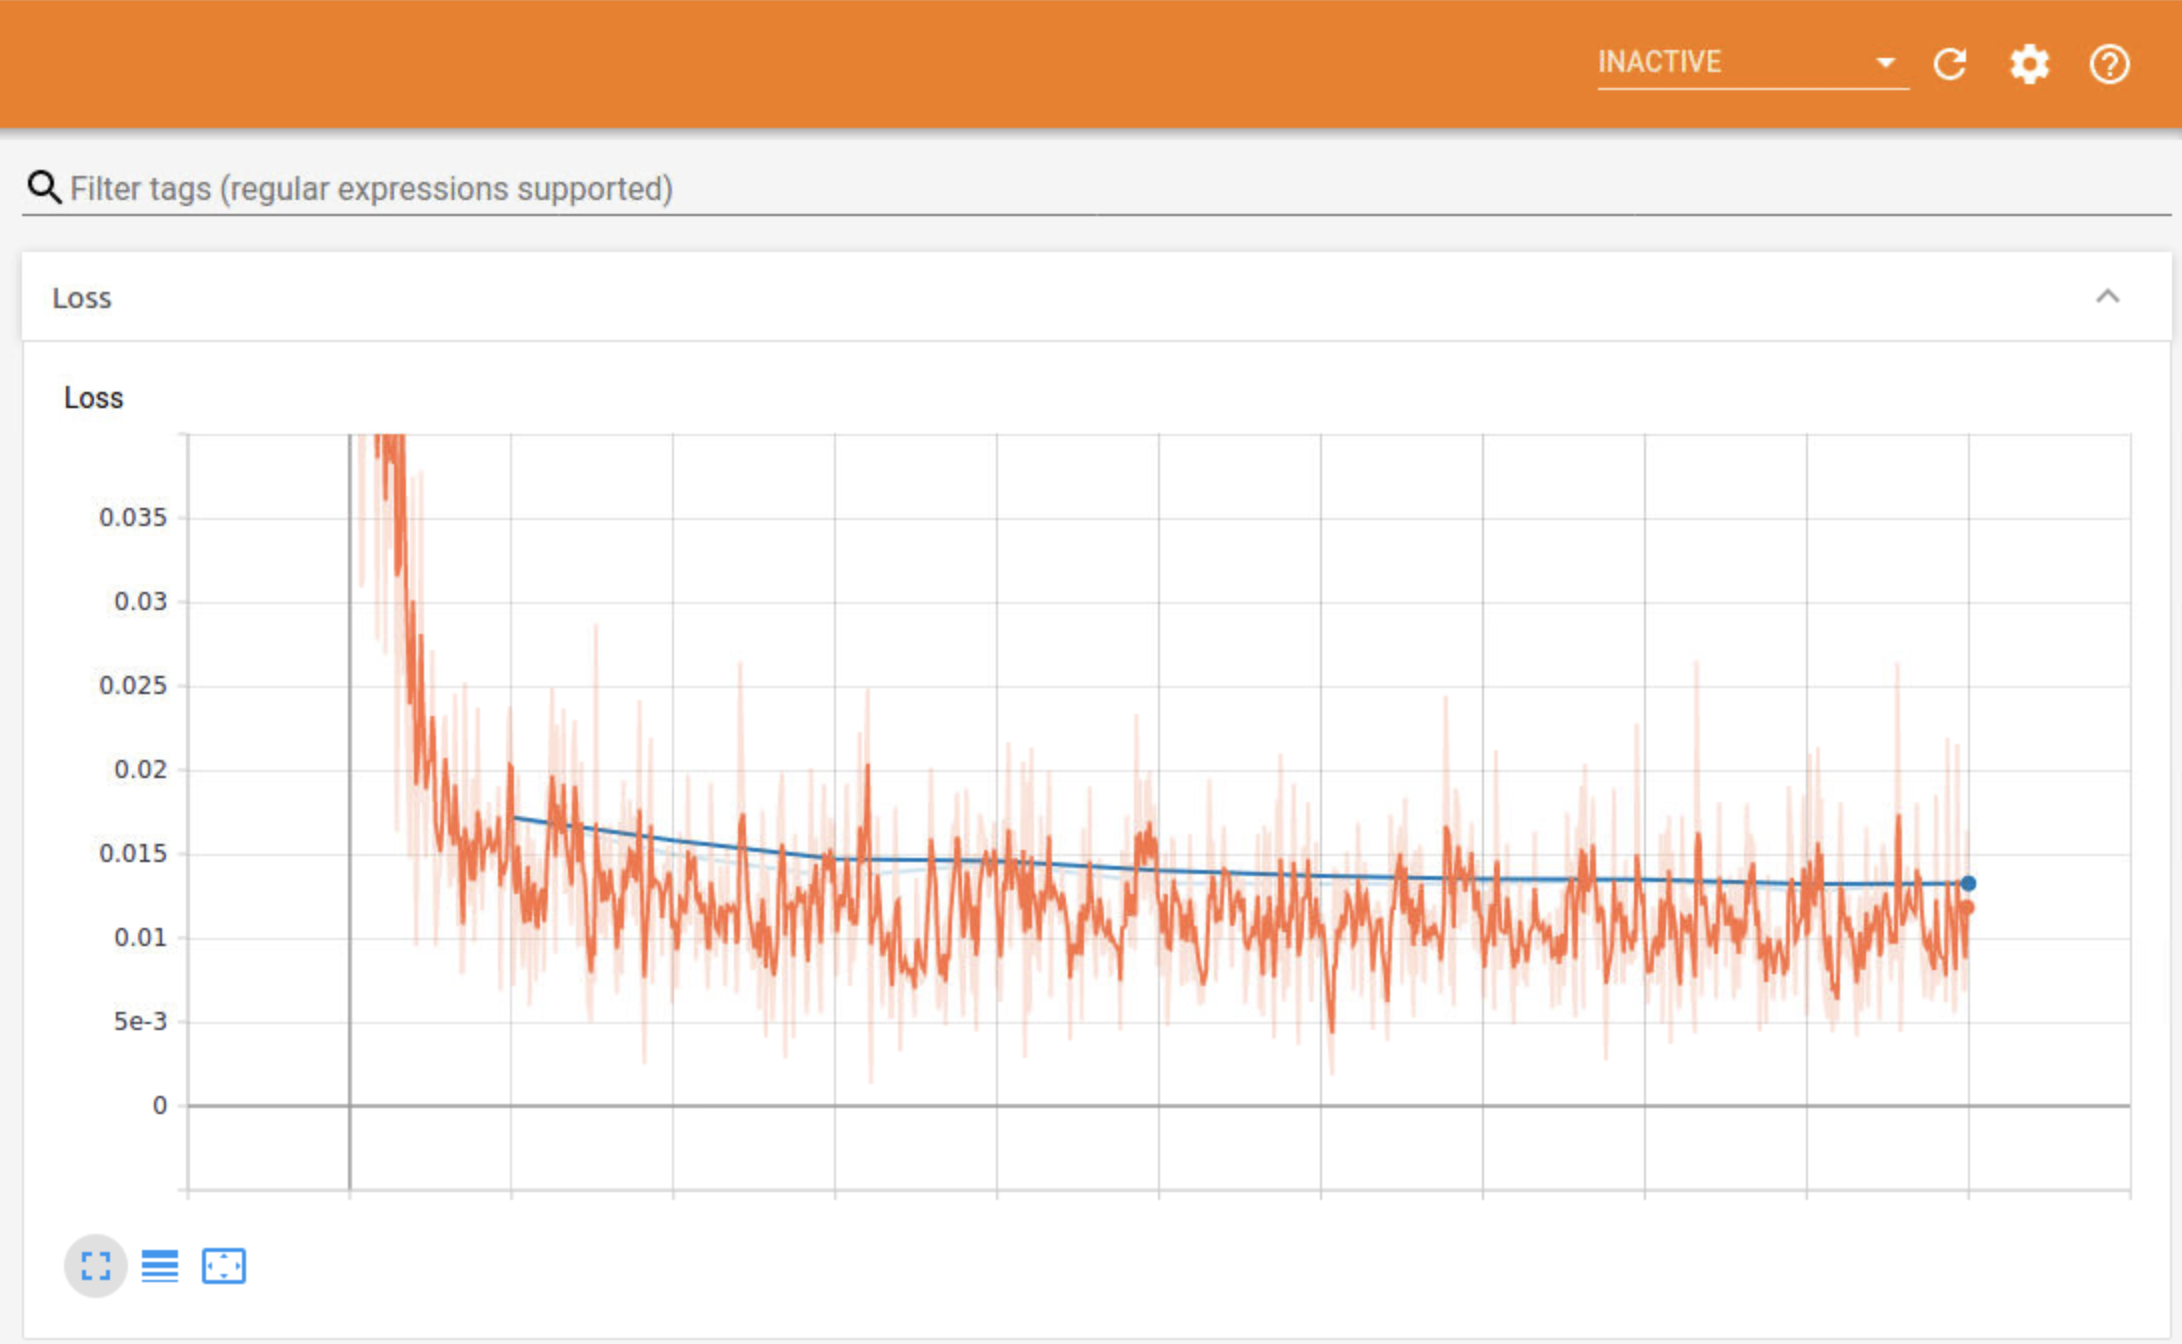 INACTIVE
Filter tags (regular expressions supported)
Loss
Loss
0.035
0.03
0.025
0.02
0.015
0.01
5e-3
0